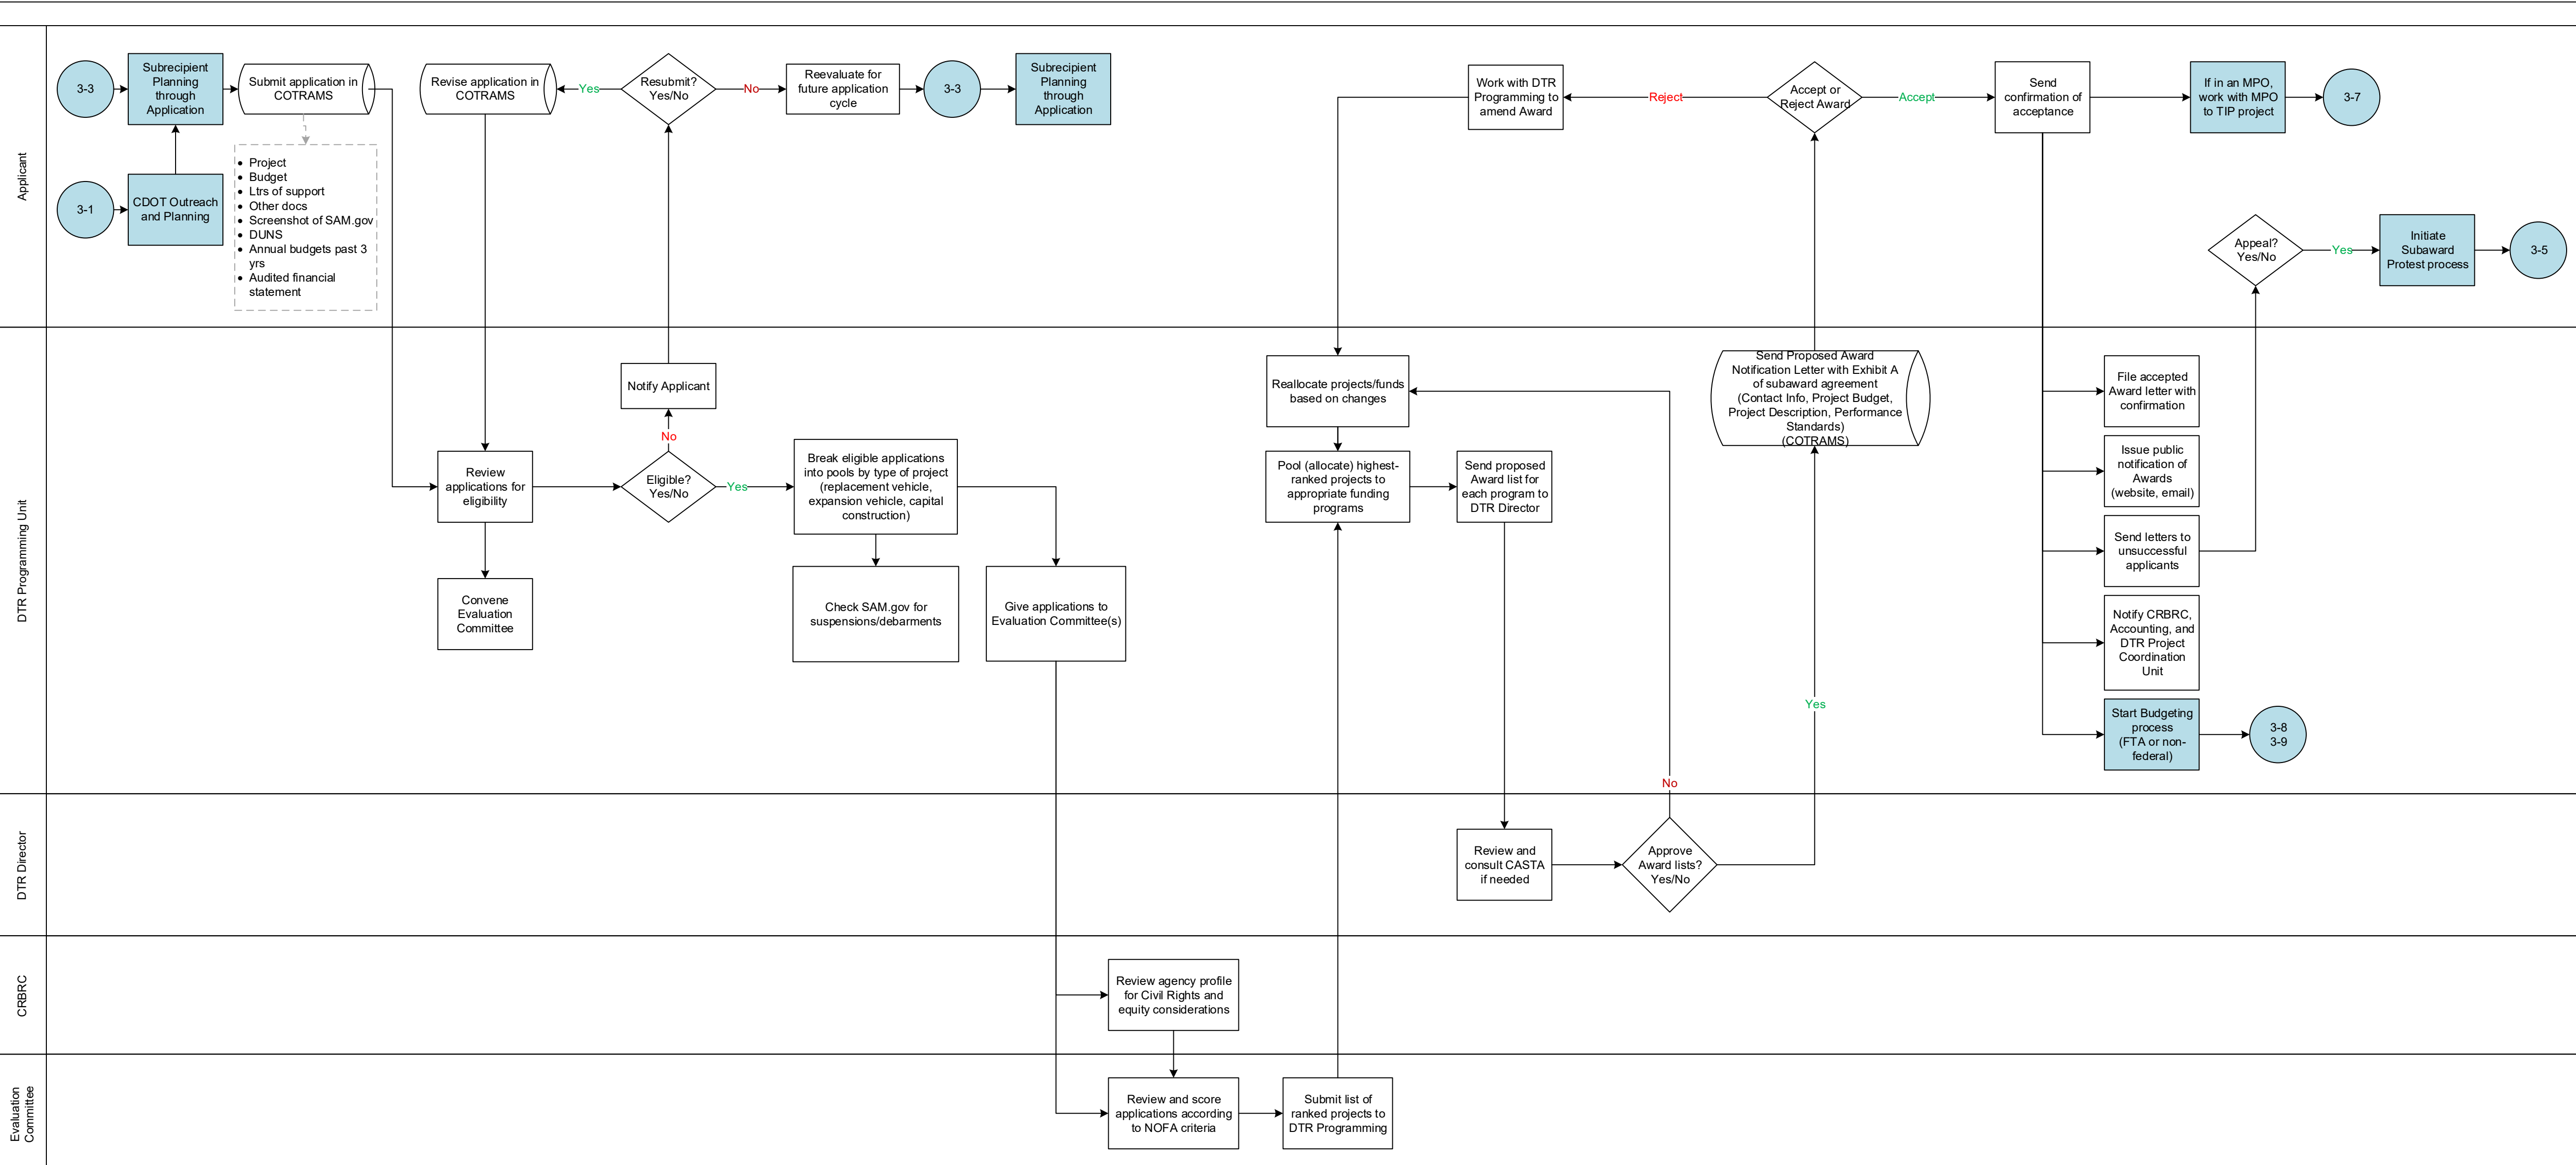 Applicant
3-3
Subrecipient
Planning
through
Application
Submit application in
COTRAMS
Revise application in
COTRAMS
Yes
Resubmit?
Yes/No
No
Reevaluate for
future application
cycle
3-3
Subrecipient
Planning
through
Application
Work with DTR
Programming to
amend Award
Reject
Accept or
Reject Award
Accept
Send
confirmation of
acceptance
If in an MPO,
work with MPO
to TIP project
3-7
3-1
CDOT Outreach
and Planning
• Project
• Budget
• Ltrs of support
• Other docs
• Screenshot of SAM.gov
• DUNS
• Annual budgets past 3
yrs
• Audited financial
statement
Appeal?
Yes/No
Yes
Initiate
Subaward
Protest process
3-5
DTR Programming Unit
Notify Applicant
No
Review
applications for
eligibility
Eligible?
Yes/No
Yes
Break eligible applications
into pools by type of project
(replacement vehicle,
expansion vehicle, capital
construction)
Convene
Evaluation
Committee
Check SAM.gov for
suspensions/debarments
Give applications to
Evaluation Committee(s)
Reallocate projects/funds
based on changes
Pool (allocate) highest-
ranked projects to
appropriate funding
programs
Send proposed
Award list for
each program to
DTR Director
Send Proposed Award
Notification Letter with Exhibit A
of subaward agreement
(Contact Info, Project Budget,
Project Description, Performance
Standards)
(COTRAMS)
Yes
No
File accepted
Award letter with
confirmation
Issue public
notification of
Awards
(website, email)
Send letters to
unsuccessful
applicants
Notify CRBRC,
Accounting, and
DTR Project
Coordination
Unit
Start Budgeting
process
(FTA or non-
federal)
3-8
3-9
DTR Director
Review and
consult CASTA
if needed
Approve
Award lists?
Yes/No
CRBRC
Review agency profile
for Civil Rights and
equity considerations
Evaluation
Committee
Review and score
applications according
to NOFA criteria
Submit list of
ranked projects to
DTR Programming